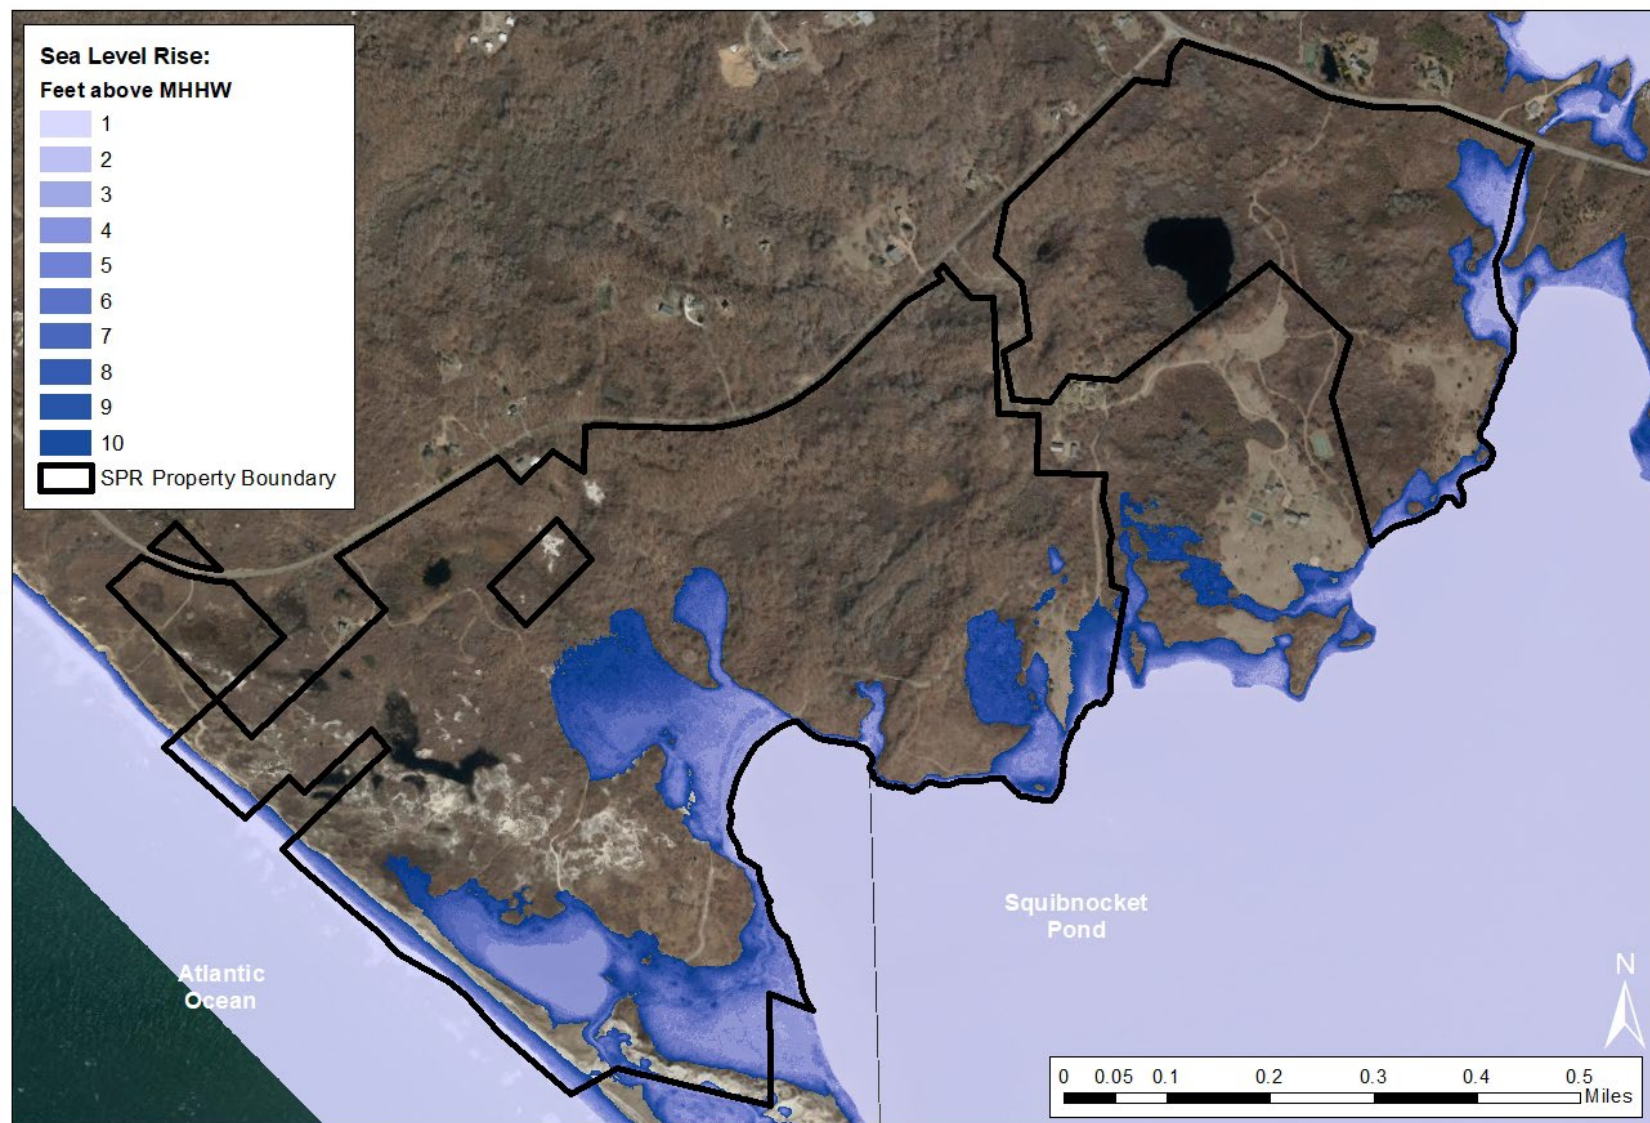 Sea Level Rise:
Feet above MHHW
1
2
3
4
5
6
7
8
9
10
SPR Property Boundary
Squibnocket
Pond
Atlantic
Ocean
N
0 0.05 0.1 0.2 0.3 0.4 0.5
Miles